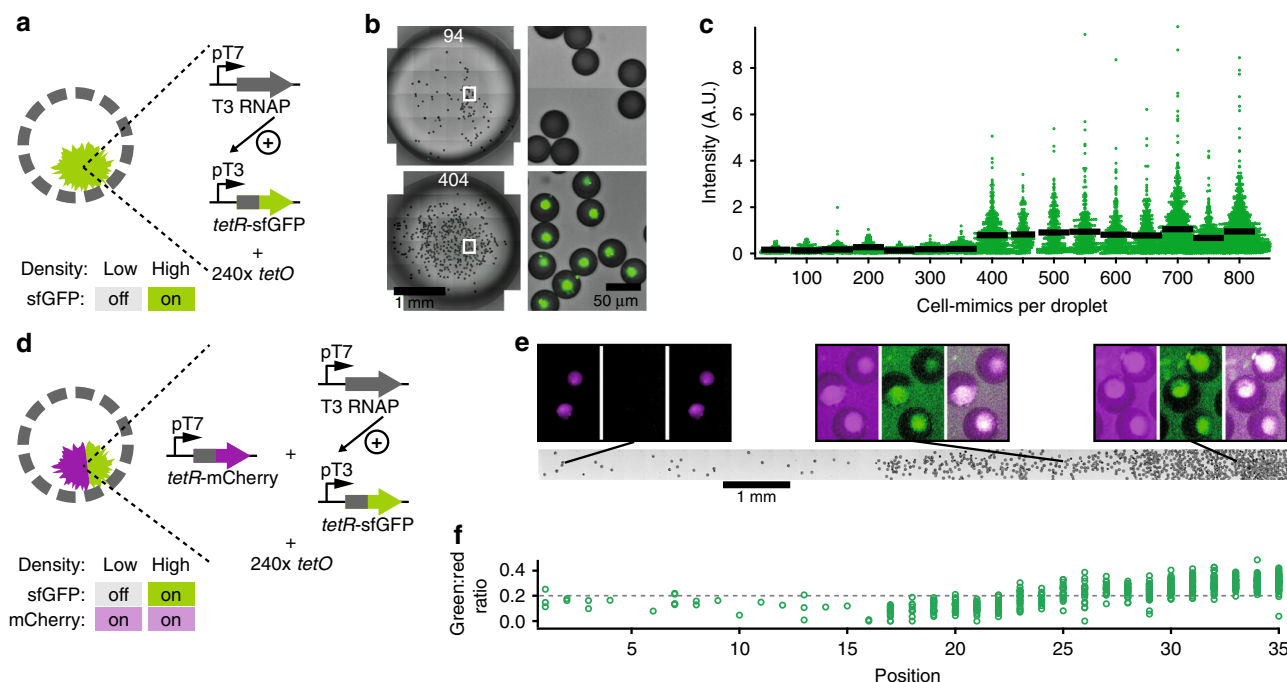 a
pT7
T3 RNAP
+
pT3
tetR-sfGFP
+
240x tetO
Density: Low High
sfGFP: off on
b
94
404
1 mm
50 µm
c
Intensity (A.U.)
8
6
4
2
0
100 200 300 400 500 600 700 800
Cell-mimics per droplet
d
pT7
T3 RNAP
+
pT7
tetR-mCherry
+
pT3
tetR-sfGFP
+
240x tetO
Density: Low High
sfGFP: off on
mCherry: on on
e
1 mm
f
Green:red
ratio
0.4
0.2
0.0
5 10 15 20 25 30 35
Position